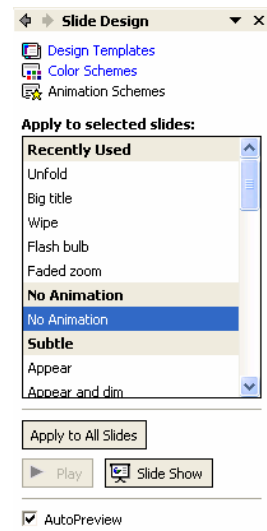 Slide Design
Design Templates
Color Schemes
Animation Schemes
Apply to selected slides:
Recently Used
Unfold
Big title
Wipe
Flash bulb
Faded zoom
No Animation
No Animation
Subtle
Appear
Appear and dim
Apply to All Slides
Play
Slide Show
AutoPreview